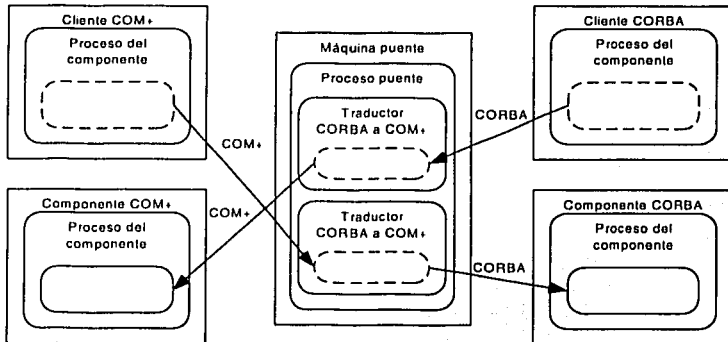 Cliente COM+
Proceso del
componente
Máquina puente
Proceso puente
Traductor
CORBA a COM+
Cliente CORBA
Proceso del
componente
CORBA
COM+
COM+
Componente COM+
Proceso del
componente
Traductor
CORBA a COM+
CORBA
Componente CORBA
Proceso del
componente